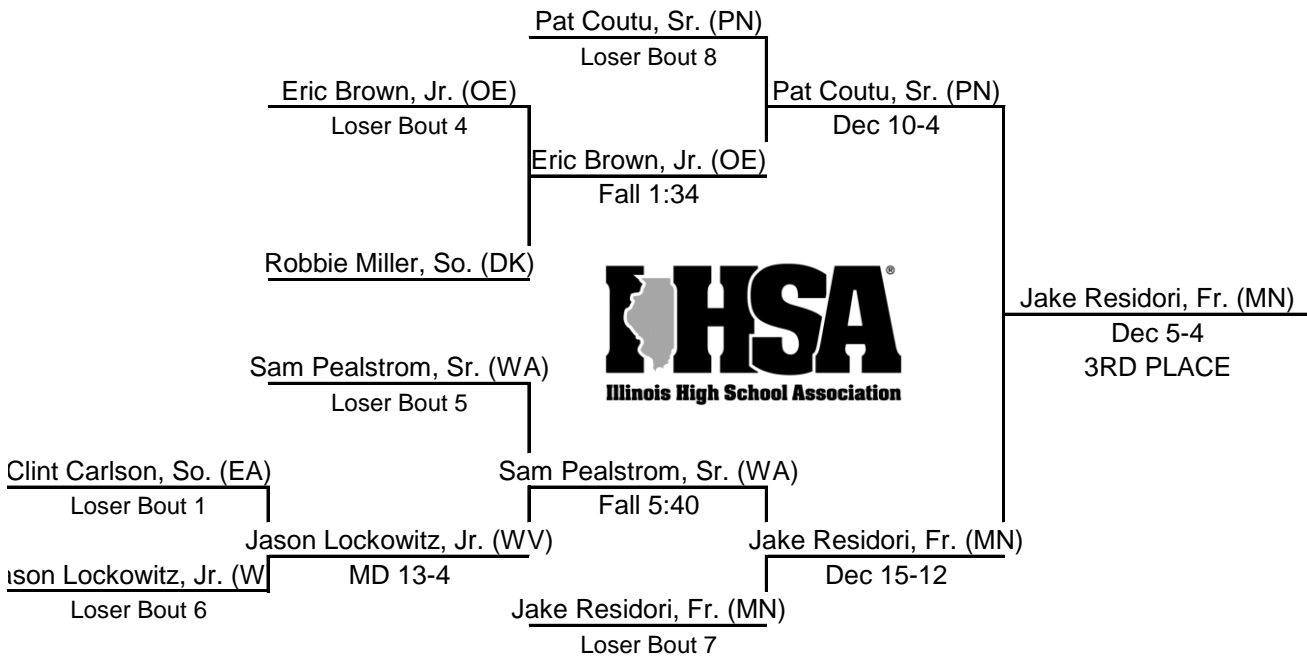 Pat Coutu, Sr. (PN)
Loser Bout 8
Eric Brown, Jr. (OE)
Pat Coutu, Sr. (PN)
Loser Bout 4
Dec 10-4
Eric Brown, Jr. (OE)
Fall 1:34
Robbie Miller, So. (DK)
IHSA®
Jake Residori, Fr. (MN)
Dec 5-4
Sam Pealstrom, Sr. (WA)
3RD PLACE
Illinois High School Association
Loser Bout 5
Clint Carlson, So. (EA)
Sam Pealstrom, Sr. (WA)
Loser Bout 1
Fall 5:40
Jason Lockowitz, Jr. (WV)
Jake Residori, Fr. (MN)
ason Lockowitz, Jr. (W
MD 13-4
Dec 15-12
Loser Bout 6
Jake Residori, Fr. (MN)
Loser Bout 7